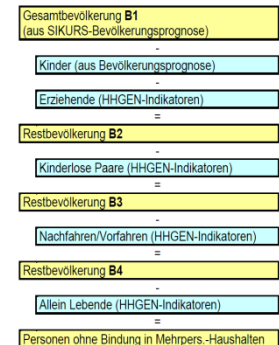 Gesamtbevölkerung B1
(aus SIKURS-Bevölkerungsprognose)
-
Kinder (aus Bevölkerungsprognose)
-
Erziehende (HHGEN-Indikatoren)
=
Restbevölkerung B2
-
Kinderlose Paare (HHGEN-Indikatoren)
=
Restbevölkerung B3
-
Nachfahren/Vorfahren (HHGEN-Indikatoren)
=
Restbevölkerung B4
-
Allein Lebende (HHGEN-Indikatoren)
=
Personen ohne Bindung in Mehrpers.-Haushalten